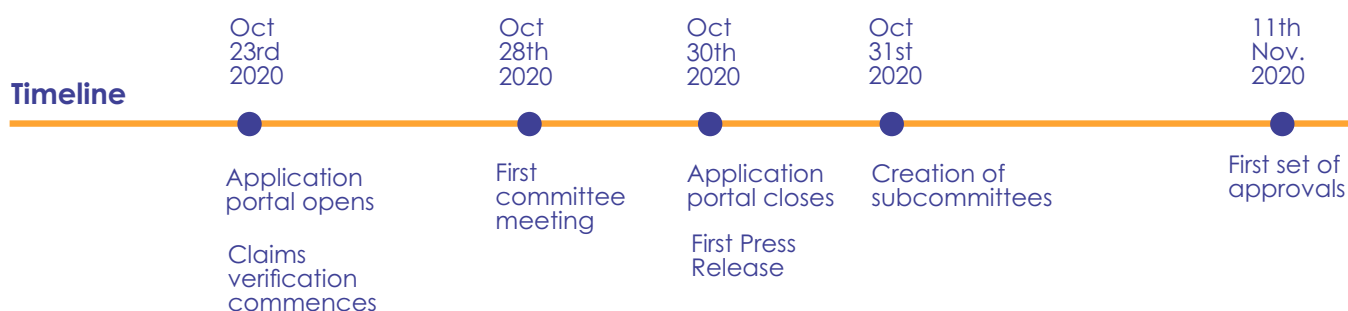 Timeline
Oct
23rd
2020
Application
portal opens
Claims
verification
commences
Oct
28th
2020
First
committee
meeting
Oct
30th
2020
Application
portal closes
First Press
Release
Oct
31st
2020
Creation of
subcommittees
11th
Nov.
2020
First set of
approvals